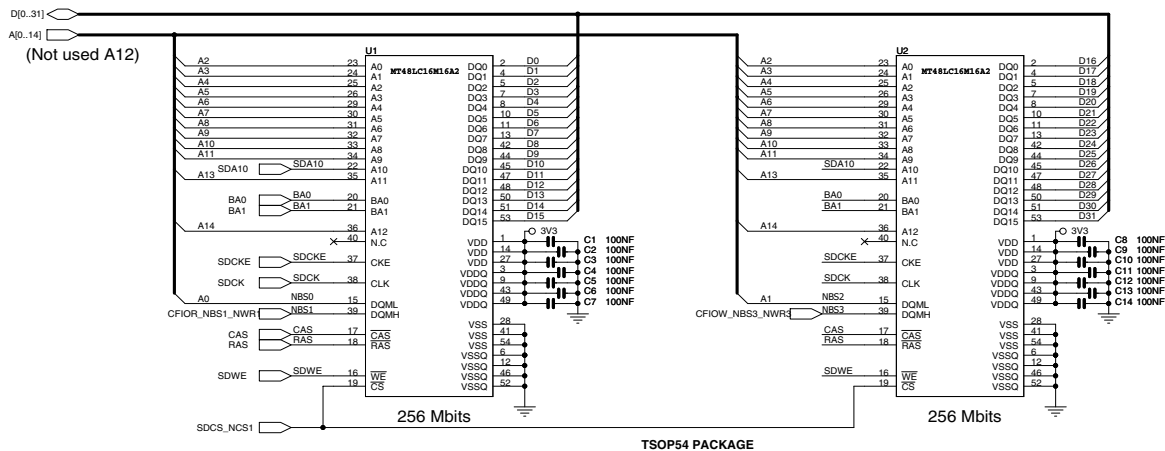 D[0..31]
A[0..14]
(Not used A12)
U1
MT48LC16M16A2
A2 23 A0 DQ0 2 D0
A3 24 A1 DQ1 4 D1
A4 25 A2 DQ2 5 D2
A5 26 A3 DQ3 7 D3
A6 29 A4 DQ4 8 D4
A7 30 A5 DQ5 10 D5
A8 31 A6 DQ6 11 D6
A9 32 A7 DQ7 13 D7
A10 33 A8 DQ8 42 D8
A11 34 A9 DQ9 44 D9
SDA10 SDA10 22 A10 DQ10 45 D10
A13 35 A11 DQ11 47 D11
DQ12 48 D12
BA0 BA0 20 BA0 DQ13 50 D13
BA1 BA1 21 BA1 DQ14 51 D14
DQ15 53 D15
A14 36 A12 3V3
40 N.C VDD 1 C1 100NF
VDD 14 C2 100NF
SDCKE SDCKE 37 CKE VDD 27 C3 100NF
VDDQ 3 C4 100NF
SDCK SDCK 38 CLK VDDQ 9 C5 100NF
VDDQ 43 C6 100NF
A0 NBS0 15 DQML VDDQ 49 C7 100NF
CFIOR_NBS1_NWR1 NBS1 39 DQMH
VSS 28
CAS CAS 17 CAS VSS 41
RAS RAS 18 RAS VSS 54
VSSQ 6
VSSQ 12
SDWE SDWE 16 WE VSSQ 46
19 CS VSSQ 52
256 Mbits
SDCS_NCS1
U2
MT48LC16M16A2
A2 23 A0 DQ0 2 D16
A3 24 A1 DQ1 4 D17
A4 25 A2 DQ2 5 D18
A5 26 A3 DQ3 7 D19
A6 29 A4 DQ4 8 D20
A7 30 A5 DQ5 10 D21
A8 31 A6 DQ6 11 D22
A9 32 A7 DQ7 13 D23
A10 33 A8 DQ8 42 D24
A11 34 A9 DQ9 44 D25
SDA10 22 A10 DQ10 45 D26
A13 35 A11 DQ11 47 D27
DQ12 48 D28
BA0 20 BA0 DQ13 50 D29
BA1 21 BA1 DQ14 51 D30
DQ15 53 D31
A14 36 A12 3V3
40 N.C VDD 1 C8 100NF
VDD 14 C9 100NF
SDCKE 37 CKE VDD 27 C10 100NF
VDDQ 3 C11 100NF
SDCK 38 CLK VDDQ 9 C12 100NF
VDDQ 43 C13 100NF
A1 NBS2 15 DQML VDDQ 49 C14 100NF
CFIOW_NBS3_NWR3 NBS3 39 DQMH
VSS 28
CAS 17 CAS VSS 41
RAS 18 RAS VSS 54
VSSQ 6
VSSQ 12
SDWE 16 WE VSSQ 46
19 CS VSSQ 52
256 Mbits
TSOP54 PACKAGE